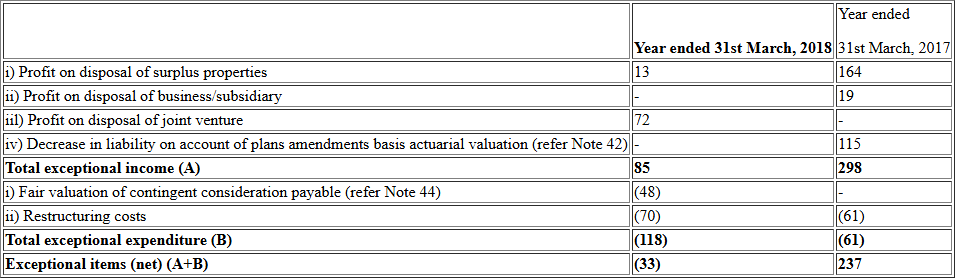 Year ended 31st March, 2018 Year ended
31st March, 2017
i) Profit on disposal of surplus properties 13 164
ii) Profit on disposal of business/subsidiary - 19
iil) Profit on disposal of joint venture 72 -
iv) Decrease in liability on account of plans amendments basis actuarial valuation (refer Note 42) - 115
Total exceptional income (A) 85 298
i) Fair valuation of contingent consideration payable (refer Note 44) (48) -
ii) Restructuring costs (70) (61)
Total exceptional expenditure (B) (118) (61)
Exceptional items (net) (A+B) (33) 237